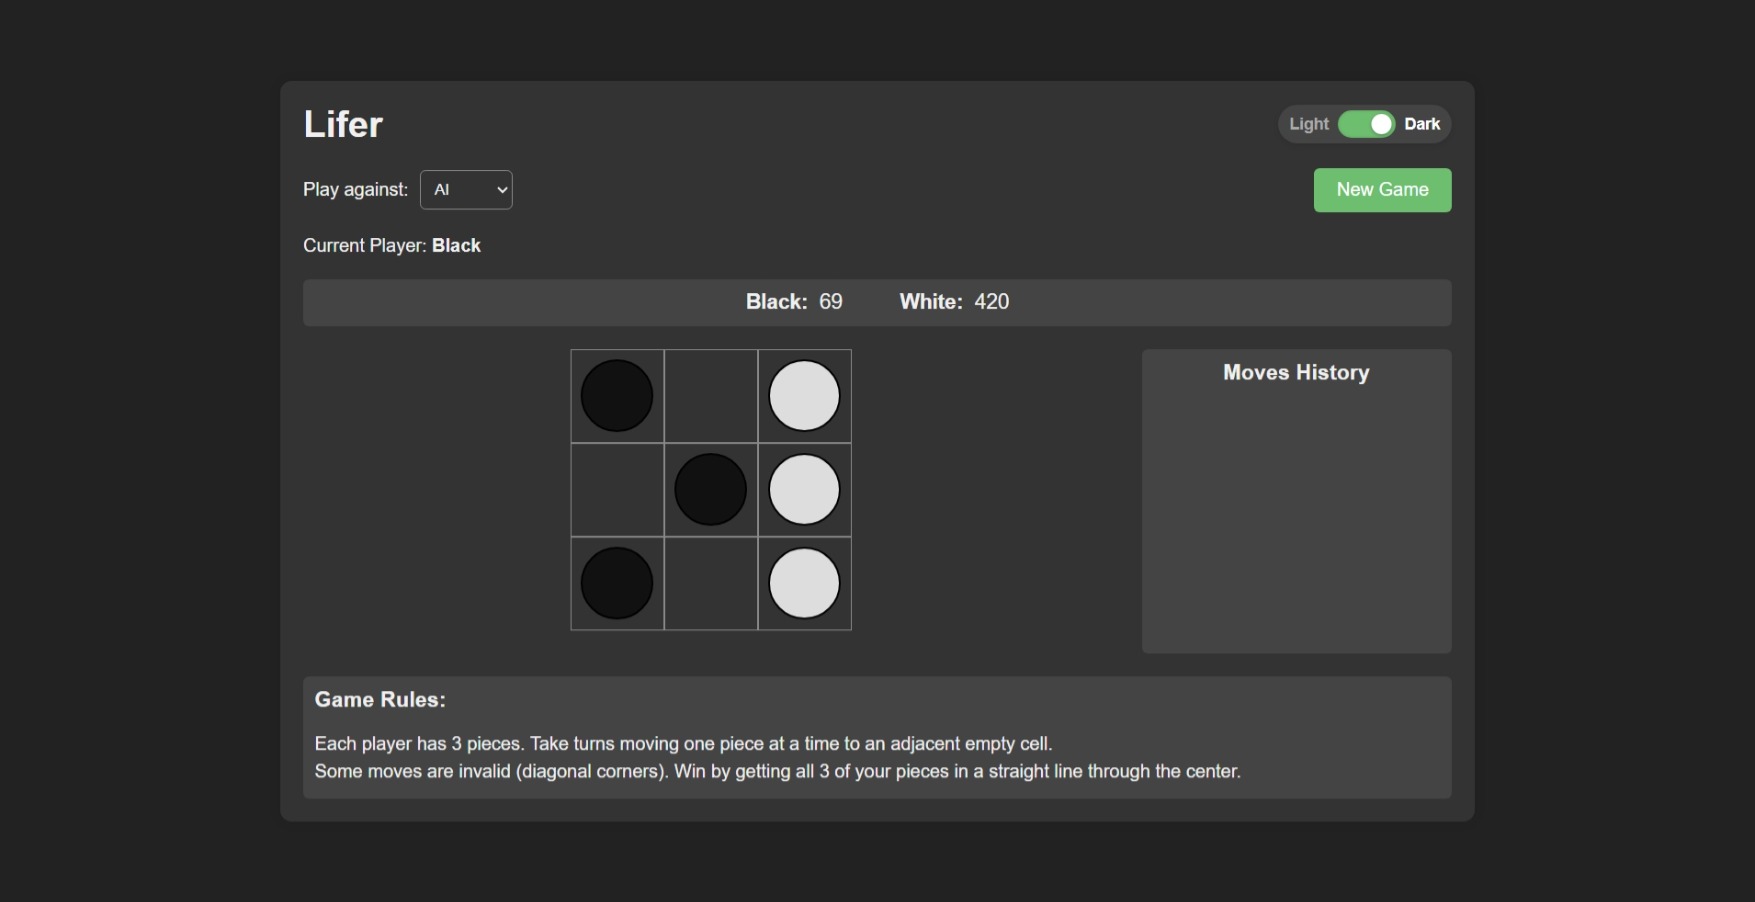 Lifer
Light Dark
Play against: AI
New Game
Current Player: Black
Black: 69 White: 420
Moves History
Game Rules:
Each player has 3 pieces. Take turns moving one piece at a time to an adjacent empty cell.
Some moves are invalid (diagonal corners). Win by getting all 3 of your pieces in a straight line through the center.